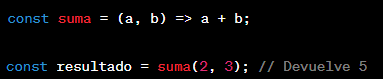 const suma = (a, b) => a + b;
const resultado = suma(2, 3); // Devuelve 5